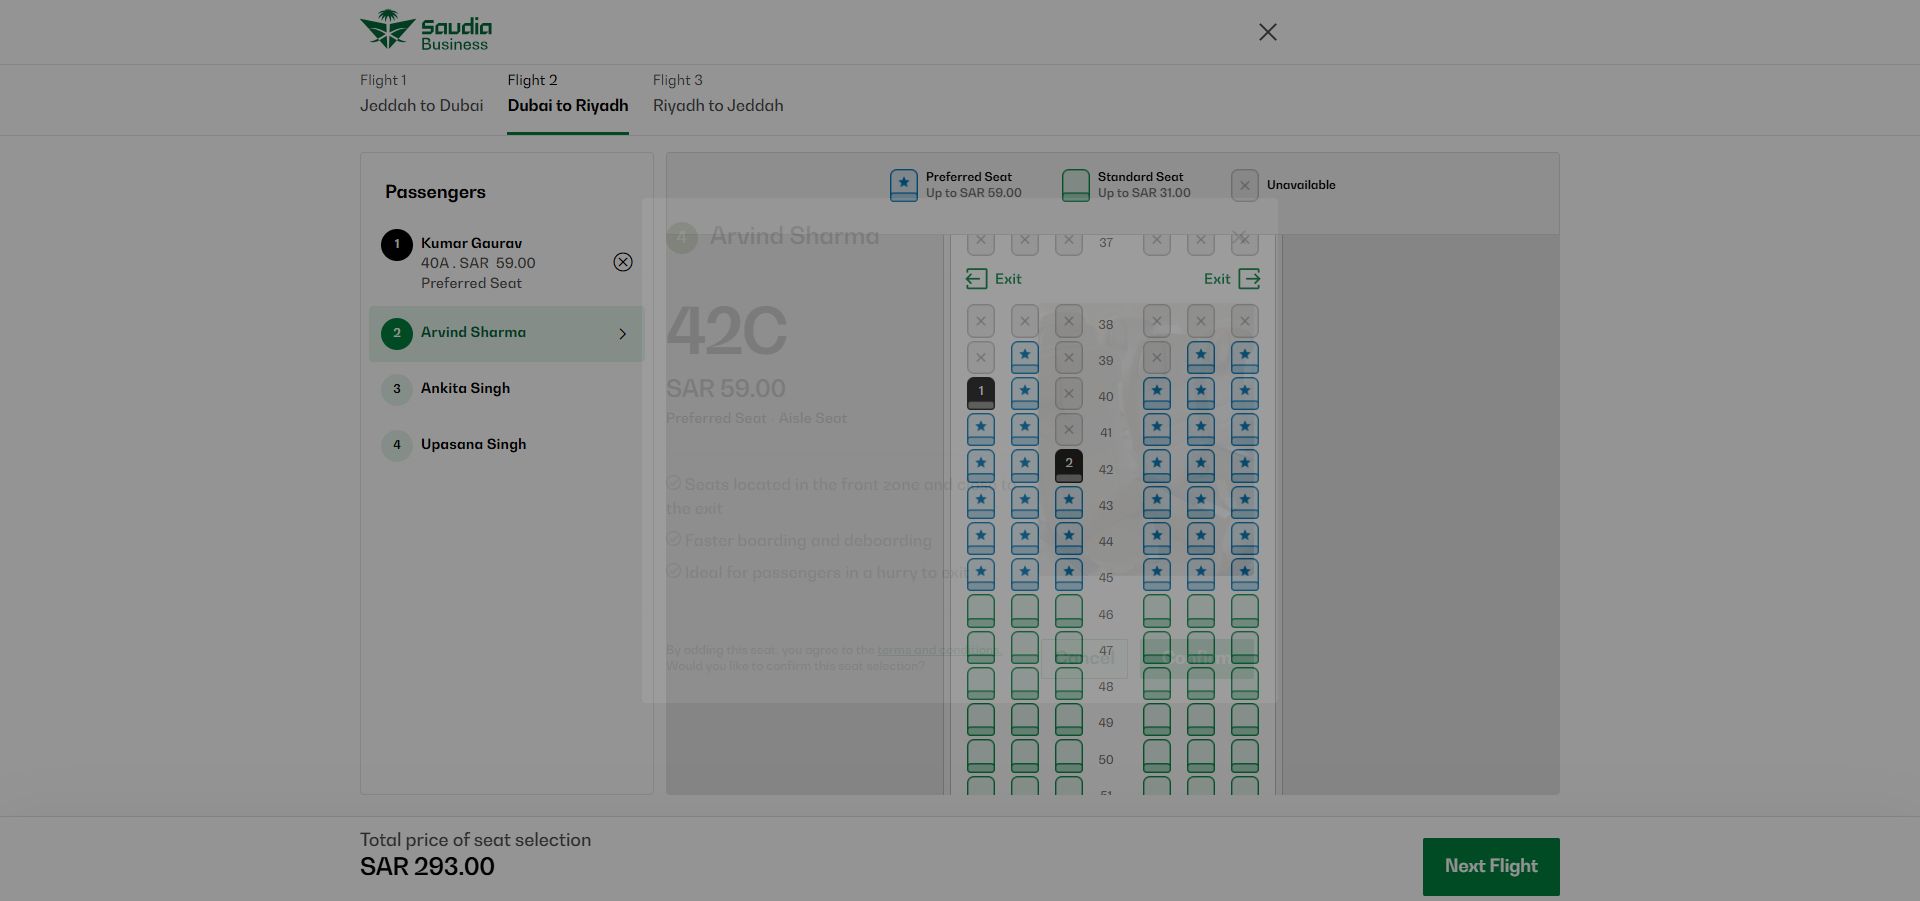 Saudia
Business
Flight 1
Jeddah to Dubai
Flight 2
Dubai to Riyadh
Flight 3
Riyadh to Jeddah
Passengers
1
Kumar Gaurav
40A . SAR 59.00
Preferred Seat
2
Arvind Sharma
3
Ankita Singh
4
Upasana Singh
Preferred Seat
Up to SAR 59.00
Standard Seat
Up to SAR 31.00
Unavailable
4
Arvind Sharma
42C
SAR 59.00
Preferred Seat - Aisle Seat
Seats located in the front zone and close to
the exit
Faster boarding and deboarding
Ideal for passengers in a hurry to exit
By adding this seat, you agree to the terms and conditions.
Would you like to confirm this seat selection?
Cancel
Confirm
37
Exit
Exit
38
39
1
40
41
2
42
43
44
45
46
47
48
49
50
51
Total price of seat selection
SAR 293.00
Next Flight